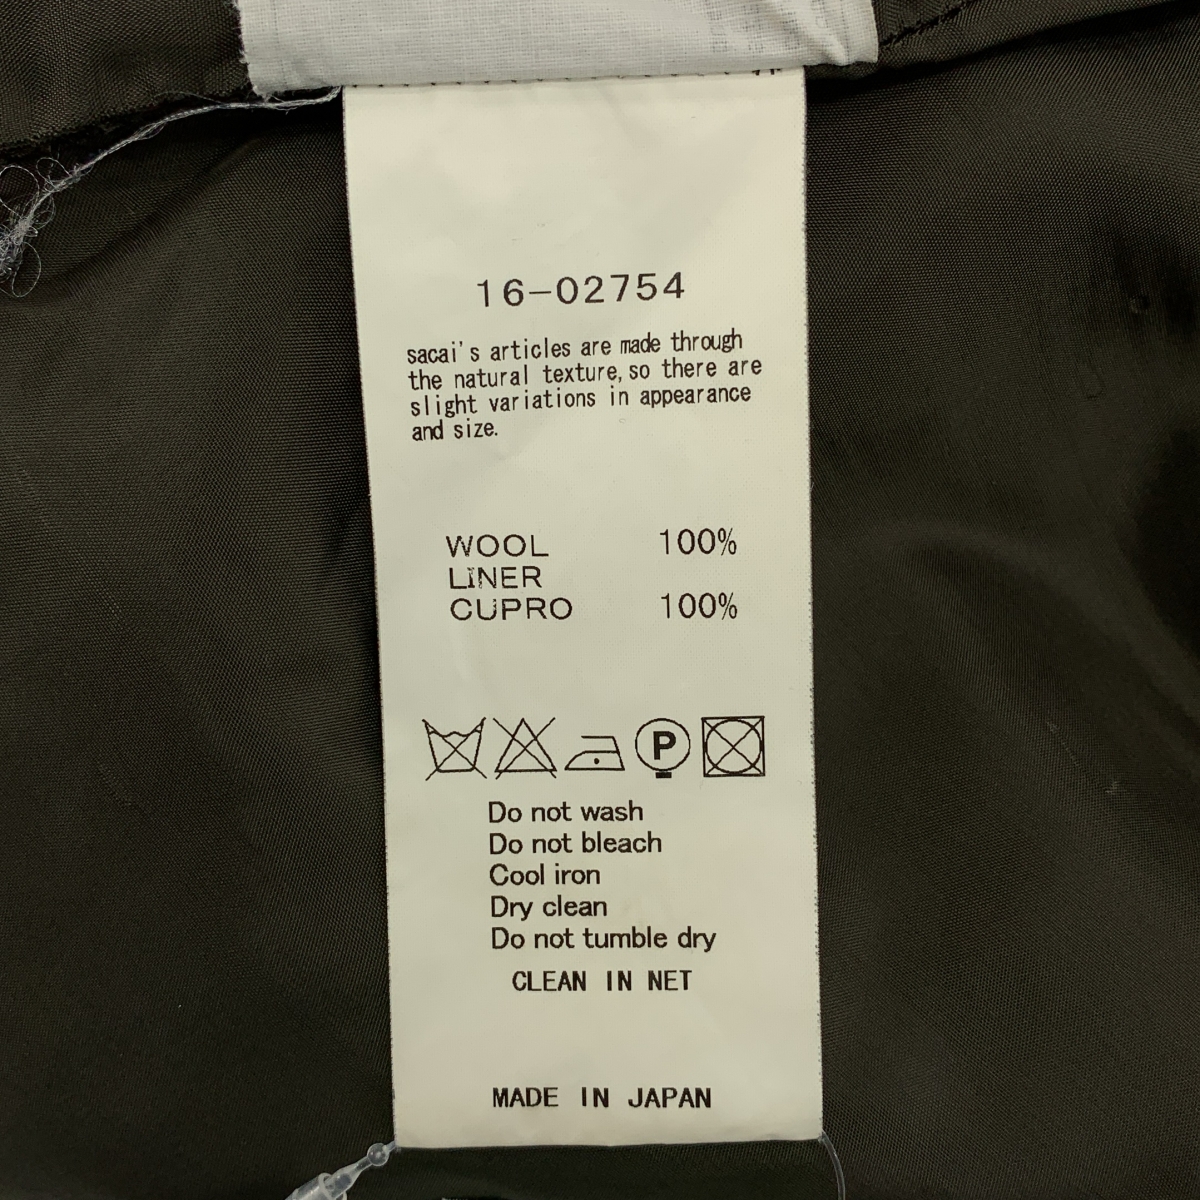 16-02754
sacai's articles are made through
the natural texture, so there are
slight variations in appearance
and size.
WOOL 100%
LINER
CUPRO 100%
P
Do not wash
Do not bleach
Cool iron
Dry clean
Do not tumble dry
CLEAN IN NET
MADE IN JAPAN